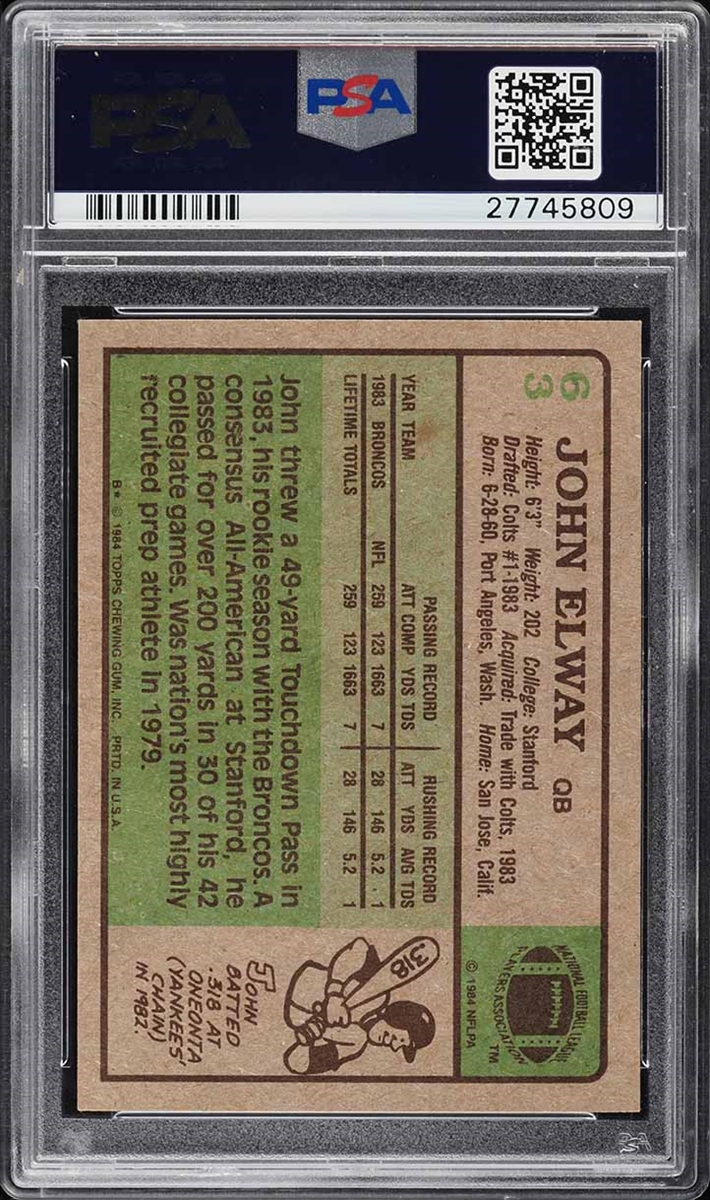 PSA
PSA
27745809
63
JOHN ELWAY QB
Height: 6'3" Weight: 202 College: Stanford
Drafted: Colts #1-1983 Acquired: Trade with Colts, 1983
Born: 6-28-60, Port Angeles, Wash. Home: San Jose, Calif.
NATIONAL FOOTBALL LEAGUE
PLAYERS ASSOCIATION
NFLPA
TM
© 1984 NFLPA
PASSING RECORD RUSHING RECORD
YEAR TEAM ATT COMP YDS TDS ATT YDS AVG TDS
1983 BRONCOS NFL 259 123 1663 7 28 146 5.2 1
LIFETIME TOTALS 259 123 1663 7 28 146 5.2 1
John threw a 49-yard Touchdown Pass in
1983, his rookie season with the Broncos. A
consensus All-American at Stanford, he
passed for over 200 yards in 30 of his 42
collegiate games. Was nation's most highly
recruited prep athlete in 1979.
318
JOHN
BATTED
.318 AT
ONEONTA
(YANKEES'
CHAIN)
IN 1982.
B* © 1984 TOPPS CHEWING GUM, INC. PRTD. IN U.S.A.